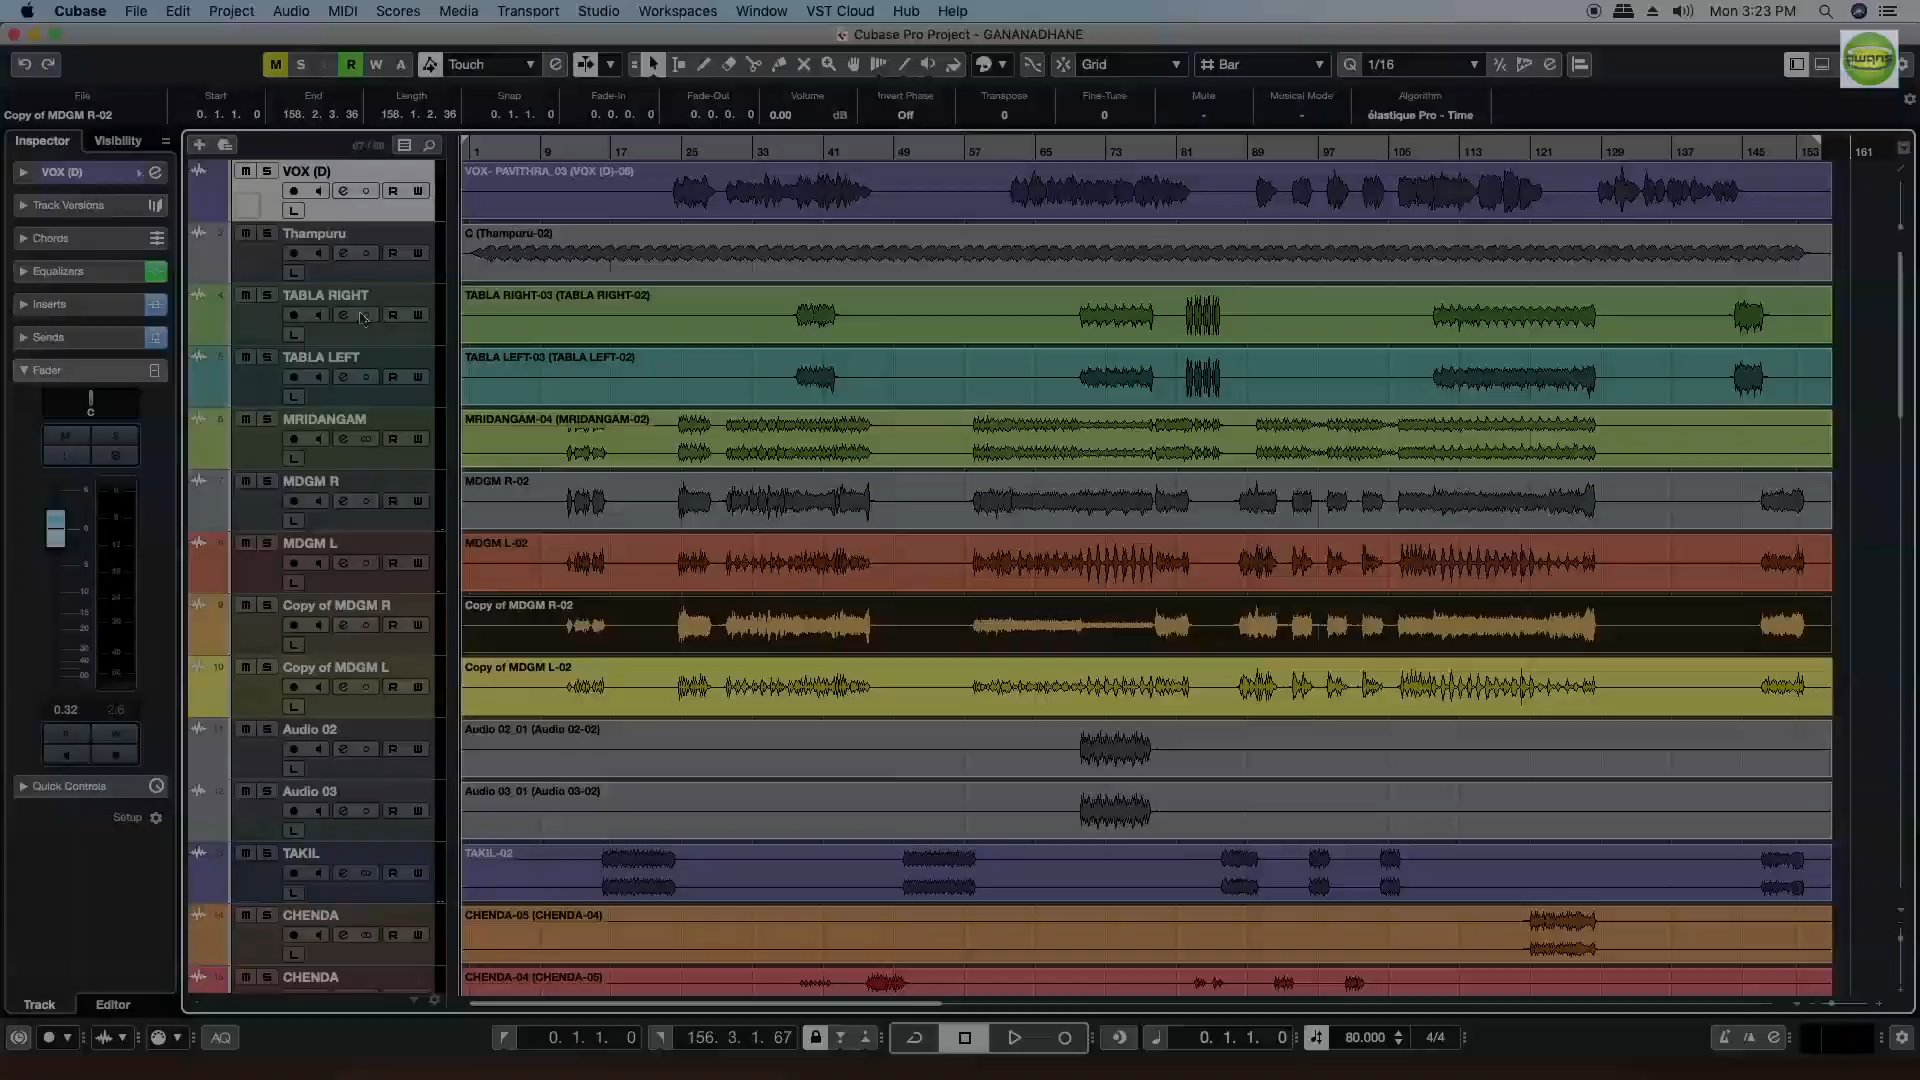 Cubase File Edit Project Audio MIDI Scores Media Transport Studio Workspaces Window VST Cloud Hub Help Mon 3:23 PM
Cubase Pro Project - GANANADHANE
M S R W A Touch Grid Bar Q 1/16
File Start End Length Snap Fade-In Fade-Out Volume Invert Phase Transpose Fine-Tune Mute Musical Mode Algorithm
Copy of MDGM R-02 0. 1. 1. 0 158. 2. 3. 36 158. 1. 2. 36 0. 1. 1. 0 0. 0. 0. 0 0. 0. 0. 0 0.00 dB Off 0 0 - - élastique Pro - Time
Inspector Visibility
1 9 17 25 33 41 49 57 65 73 81 89 97 105 113 121 129 137 145 153 161
VOX (D)
Track Versions
Chords
Equalizers
Inserts
Sends
Fader
C
M S
L
0.32 2.6
Quick Controls
Setup
Track Editor
m S VOX (D) VOX- PAVITHRA_03 (VOX (D)-06)
R W
L
m S Thampuru C (Thampuru-02)
R W
L
4 m S TABLA RIGHT TABLA RIGHT-03 (TABLA RIGHT-02)
R W
L
m S TABLA LEFT TABLA LEFT-03 (TABLA LEFT-02)
R W
L
m S MRIDANGAM MRIDANGAM-04 (MRIDANGAM-02)
R W
L
m S MDGM R MDGM R-02
R W
L
m S MDGM L MDGM L-02
R W
L
9 m S Copy of MDGM R Copy of MDGM R-02
R W
L
10 m S Copy of MDGM L Copy of MDGM L-02
R W
L
11 m S Audio 02 Audio 02_01 (Audio 02-02)
R W
L
12 m S Audio 03 Audio 03_01 (Audio 03-02)
R W
L
m S TAKIL TAKIL-02
R W
L
14 m S CHENDA CHENDA-05 (CHENDA-04)
R W
L
m S CHENDA CHENDA-04 (CHENDA-05)
AQ 0. 1. 1. 0 156. 3. 1. 67 0. 1. 1. 0 80.000 4/4